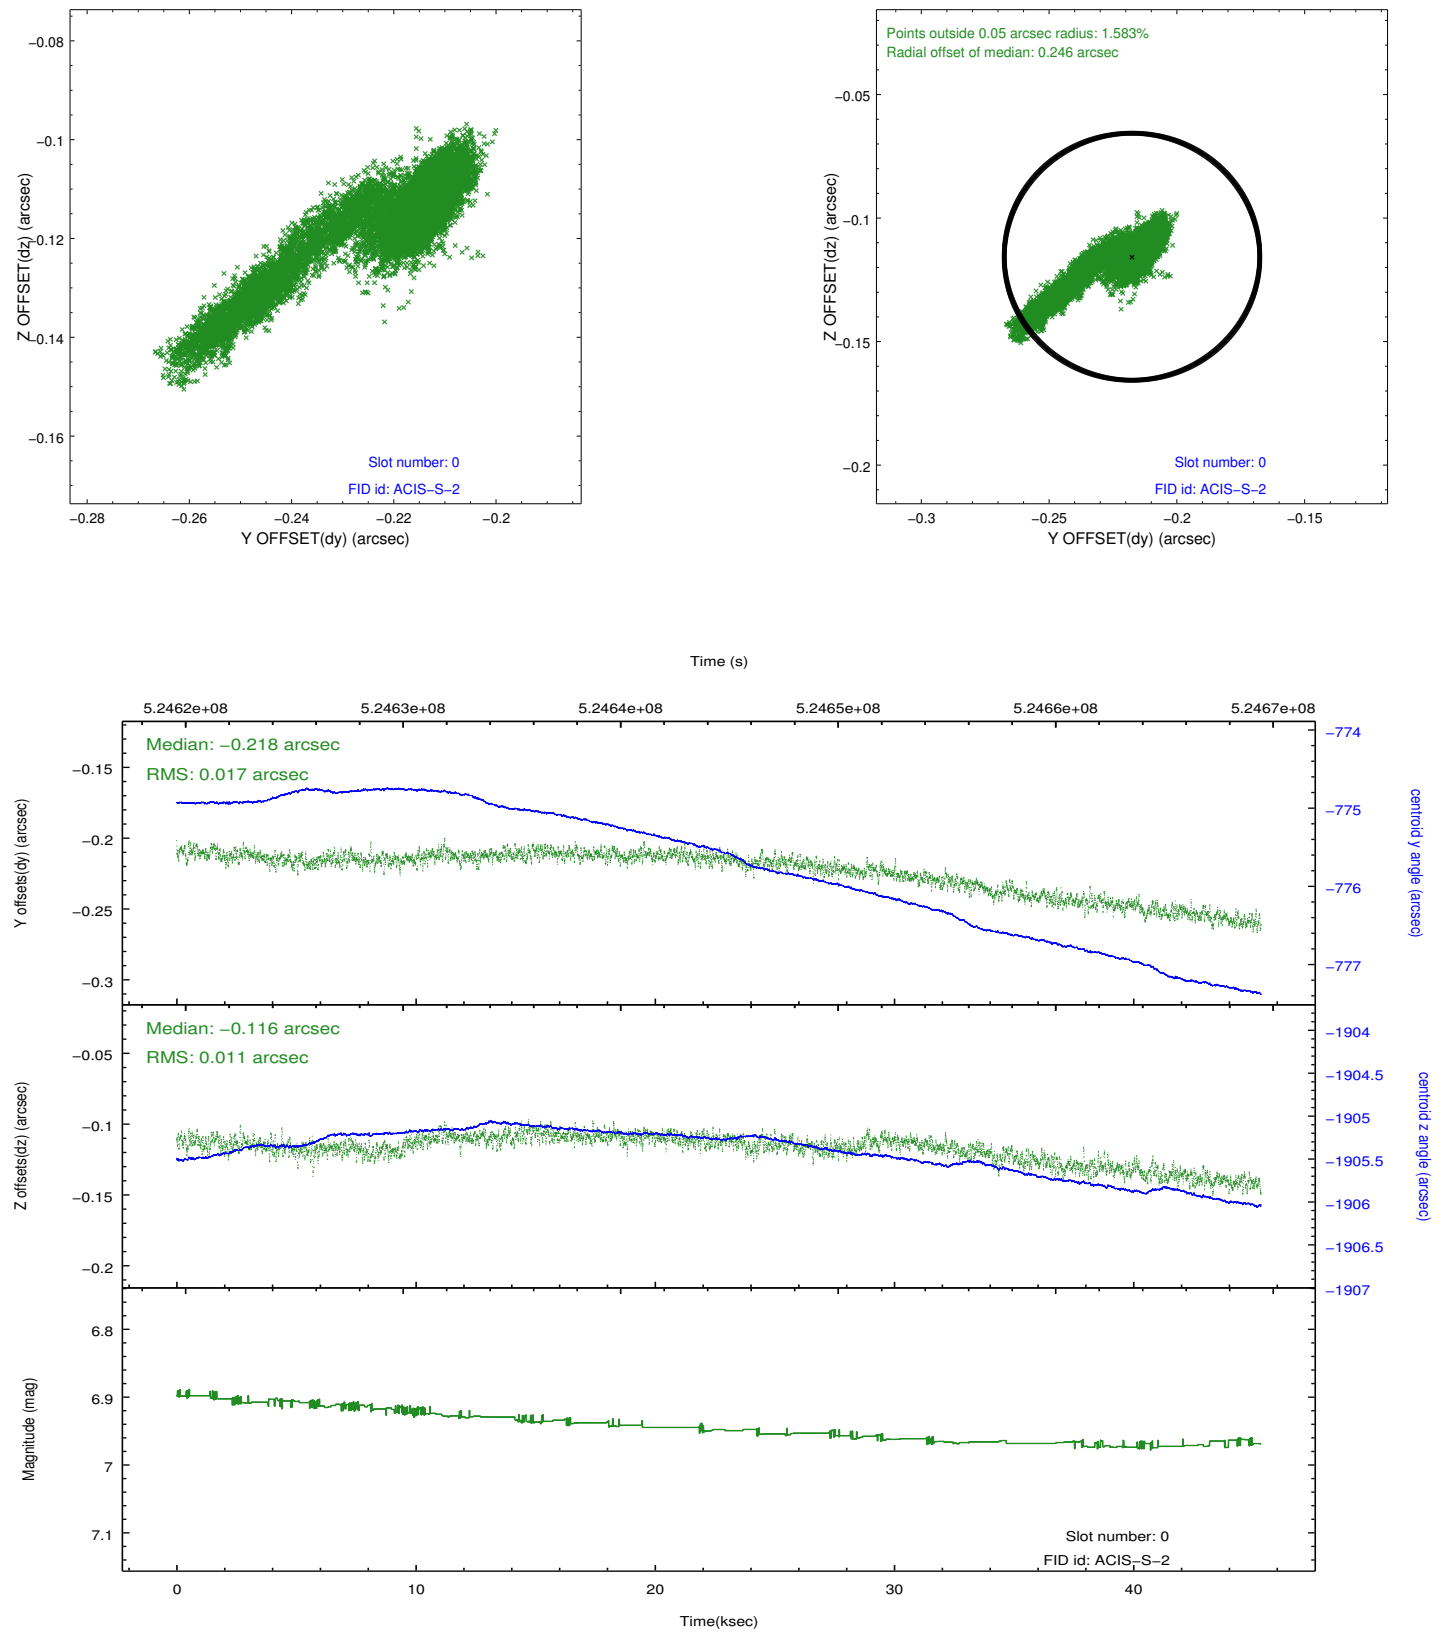 −0.08
−0.1
−0.12
−0.14
−0.16
Z OFFSET(dz) (arcsec)
Slot number: 0
FID id: ACIS−S−2
−0.28 −0.26 −0.24 −0.22 −0.2
Y OFFSET(dy) (arcsec)
Points outside 0.05 arcsec radius: 1.583%
Radial offset of median: 0.246 arcsec
−0.05
−0.1
−0.15
−0.2
Z OFFSET(dz) (arcsec)
Slot number: 0
FID id: ACIS−S−2
−0.3 −0.25 −0.2 −0.15
Y OFFSET(dy) (arcsec)
Time (s)
5.2462e+08 5.2463e+08 5.2464e+08 5.2465e+08 5.2466e+08 5.2467e+08
Median: −0.218 arcsec
RMS: 0.017 arcsec
−0.15
−0.2
−0.25
−0.3
Y offsets(dy) (arcsec)
−774
−775
−776
−777
centroid y angle (arcsec)
Median: −0.116 arcsec
RMS: 0.011 arcsec
−0.05
−0.1
−0.15
−0.2
Z offsets(dz) (arcsec)
−1904
−1904.5
−1905
−1905.5
−1906
−1906.5
−1907
centroid z angle (arcsec)
6.8
6.9
7
7.1
Magnitude (mag)
Slot number: 0
FID id: ACIS−S−2
0 10 20 30 40
Time(ksec)